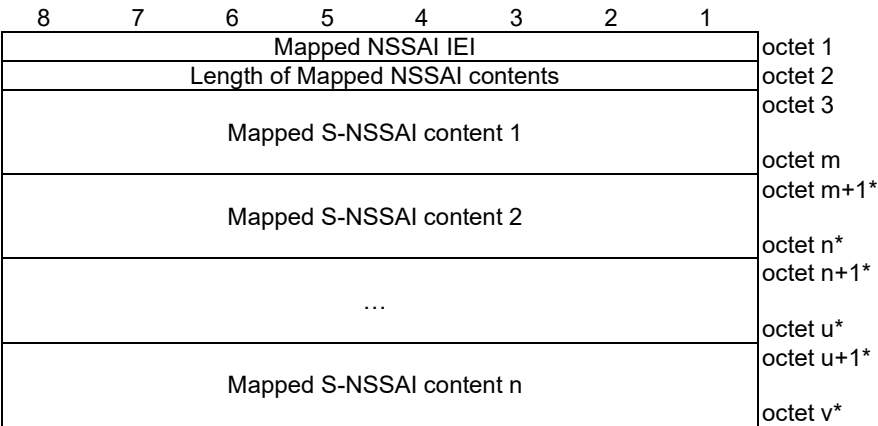 8 7 6 5 4 3 2 1
Mapped NSSAI IEI octet 1
Length of Mapped NSSAI contents octet 2
octet 3
Mapped S-NSSAI content 1
octet m
octet m+1*
Mapped S-NSSAI content 2
octet n*
octet n+1*
…
octet u*
octet u+1*
Mapped S-NSSAI content n
octet v*